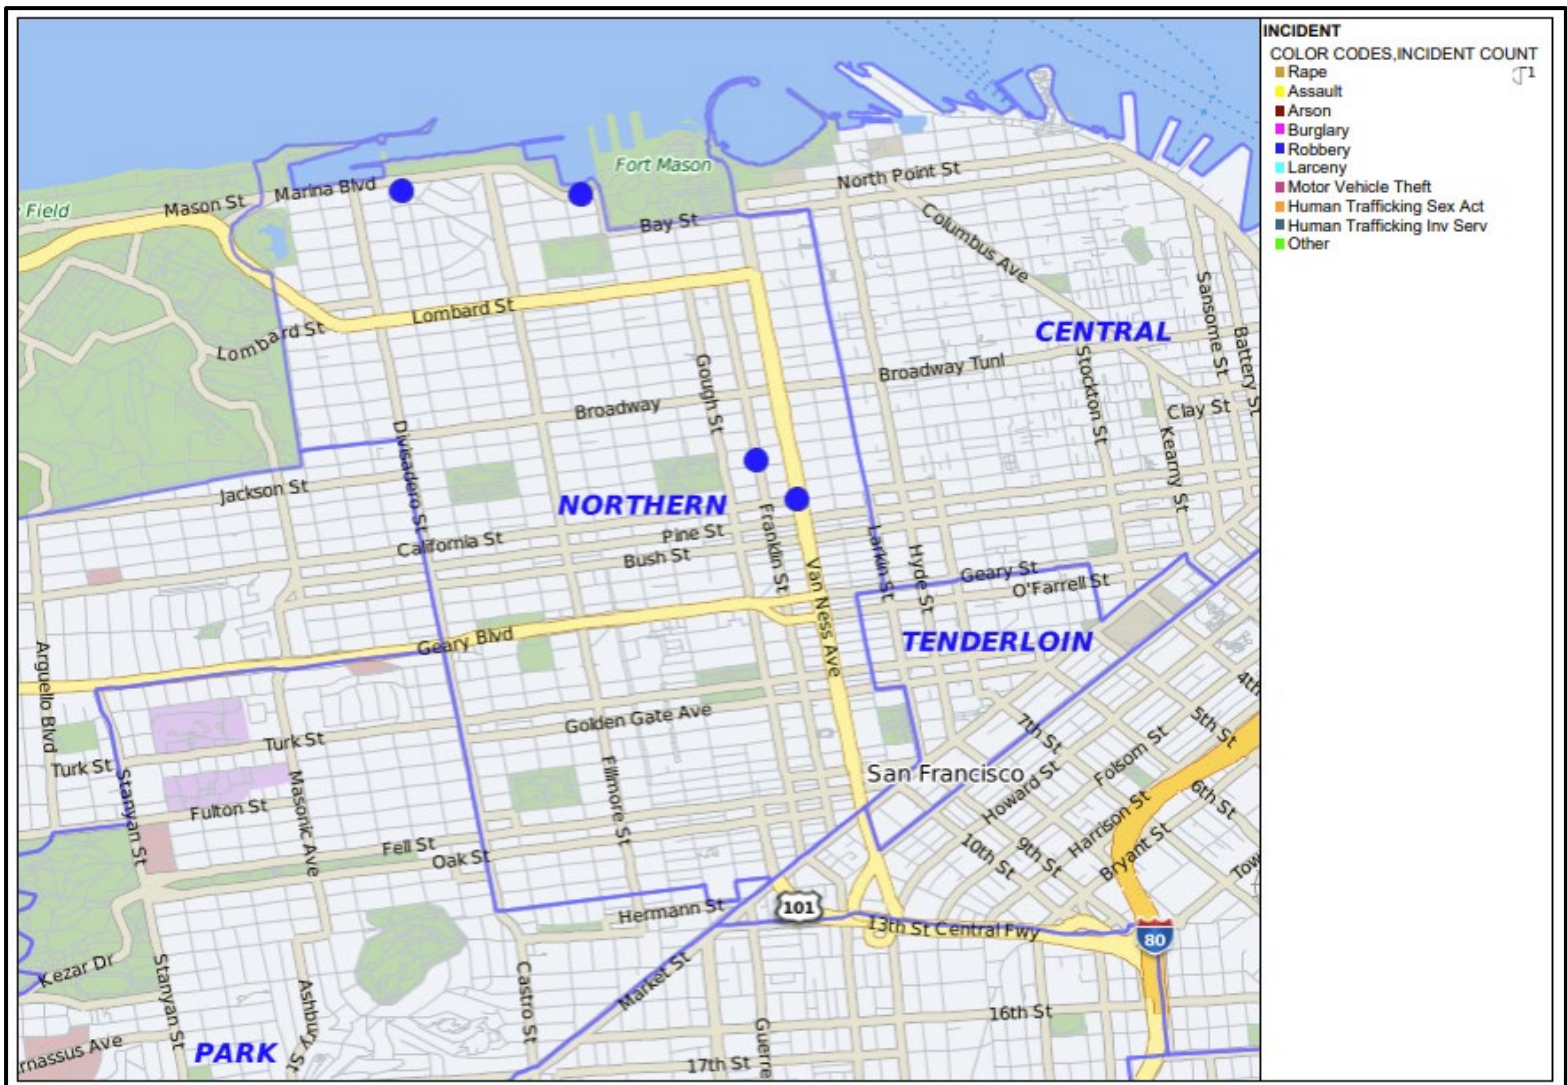 INCIDENT
COLOR CODES,INCIDENT COUNT
Rape
1
Assault
Arson
Burglary
Robbery
Larceny
Motor Vehicle Theft
Human Trafficking Sex Act
Human Trafficking Inv Serv
Other
Fort Mason
Marina Blvd
North Point St
Field
Mason St
Bay St
Columbus Ave
Lombard St
Lombard St
Sansome St
Battery St
CENTRAL
Stockton St
Gough St
Broadway Tunl
Broadway
Clay St
Kearny St
Divisadero St
Jackson St
NORTHERN
Franklin St
California St
Pine St
Bush St
Larkin St
Hyde St
Geary St
O'Farrell St
Van Ness Ave
Geary Blvd
TENDERLOIN
Arguello Blvd
4th
5th St
7th St
Golden Gate Ave
Turk St
Turk St
Folsom St
San Francisco
Howard St
6th St
Stanyan St
Masonic Ave
Fillmore St
Fulton St
Harrison St
Fell St
Oak St
10th St
9th St
Bryant St
Tow
Hermann St
101
13th St Central Fwy
80
Kezar Dr
Stanyan St
Ashbury St
Castro St
Market St
16th St
rnassus Ave
PARK
Guerre
17th St